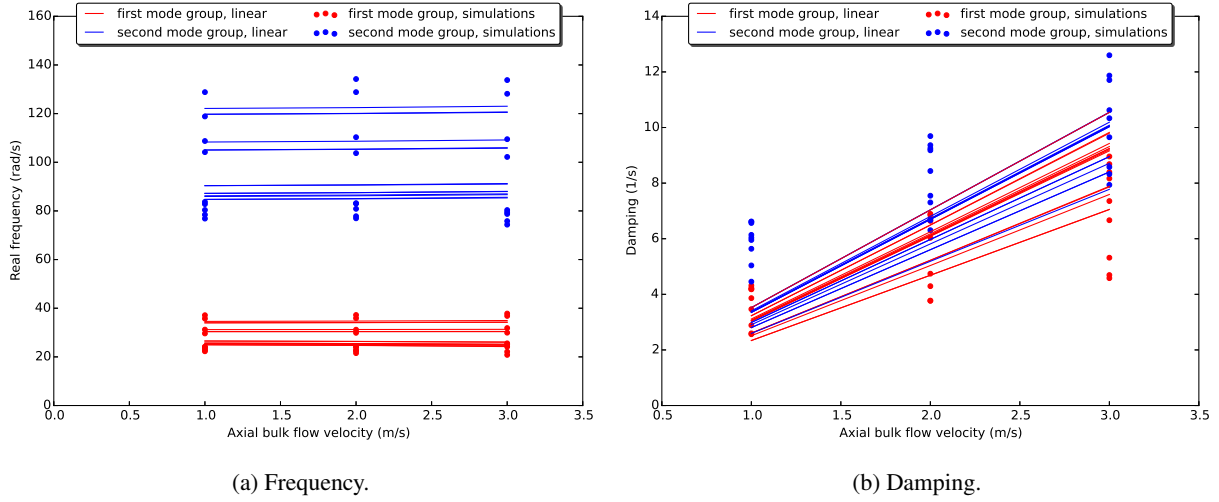 first mode group, linear
first mode group, simulations
second mode group, linear
second mode group, simulations
160
140
120
100
80
60
40
20
0
Real frequency (rad/s)
0.0 0.5 1.0 1.5 2.0 2.5 3.0 3.5
Axial bulk flow velocity (m/s)
(a) Frequency.
first mode group, linear
first mode group, simulations
second mode group, linear
second mode group, simulations
14
12
10
8
6
4
2
0
Damping (1/s)
0.5 1.0 1.5 2.0 2.5 3.0 3.5
Axial bulk flow velocity (m/s)
(b) Damping.